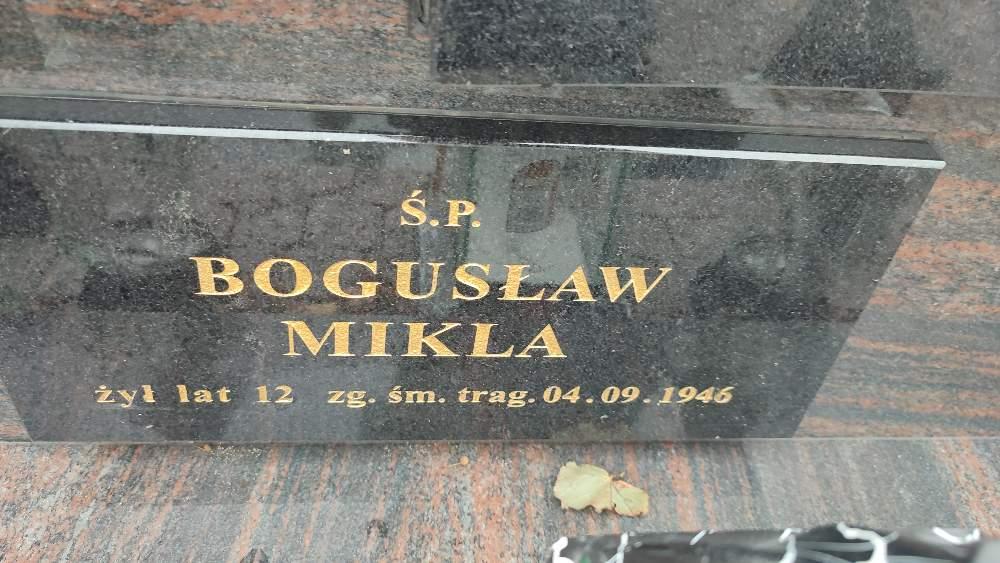 Ś.P.
BOGUSŁAW
MIKLA
żył lat 12 zg. śm. trag. 04.09.1946